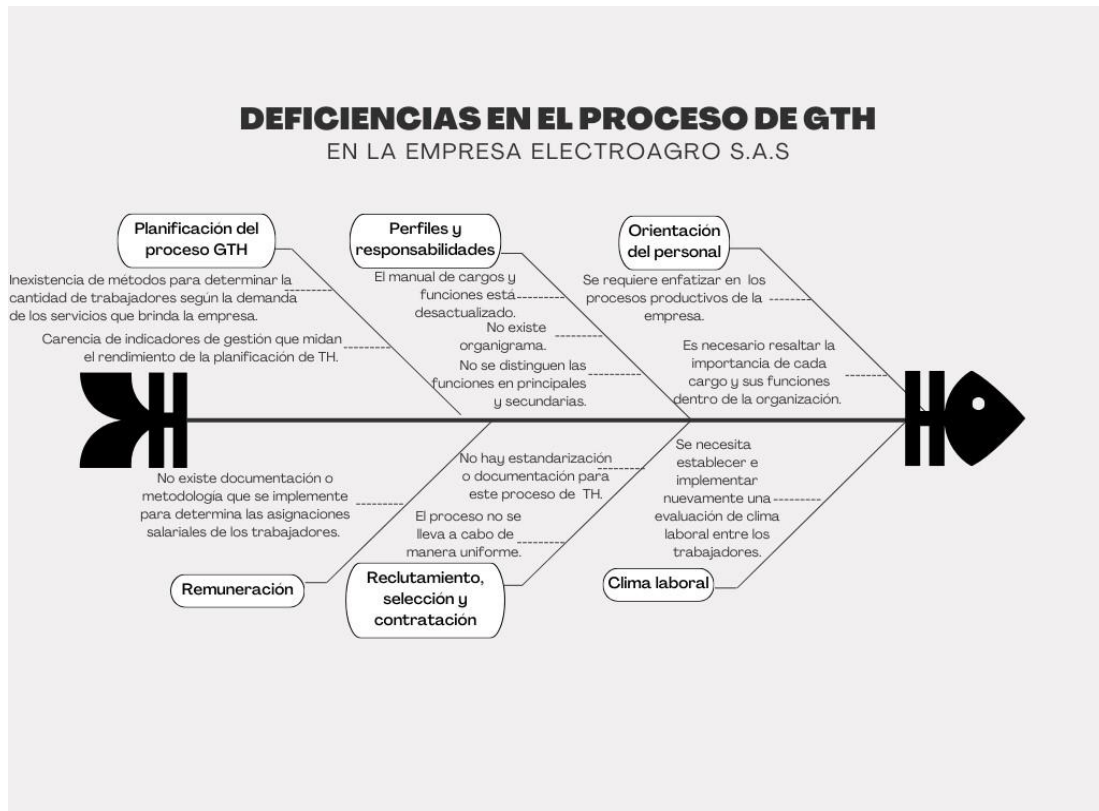 DEFICIENCIAS EN EL PROCESO DE GTH
EN LA EMPRESA ELECTROAGRO S.A.S
Planificación del
proceso GTH
Inexistencia de métodos para determinar la
cantidad de trabajadores según la demanda
de los servicios que brinda la empresa.
Carencia de indicadores de gestión que midan
el rendimiento de la planificación de TH.
Perfiles y
responsabilidades
El manual de cargos y
funciones está
desactualizado.
No existe
organigrama.
No se distinguen las
funciones en principales
y secundarias.
Orientación
del personal
Se requiere enfatizar en los
procesos productivos de la
empresa.
Es necesario resaltar la
importancia de cada
cargo y sus funciones
dentro de la organización.
No existe documentación o
metodología que se implemente
para determina las asignaciones
salariales de los trabajadores.
Remuneración
No hay estandarización
o documentación para
este proceso de TH.
El proceso no se
lleva a cabo de
manera uniforme.
Reclutamiento,
selección y
contratación
Se necesita
establecer e
implementar
nuevamente una
evaluación de clima
laboral entre los
trabajadores.
Clima laboral